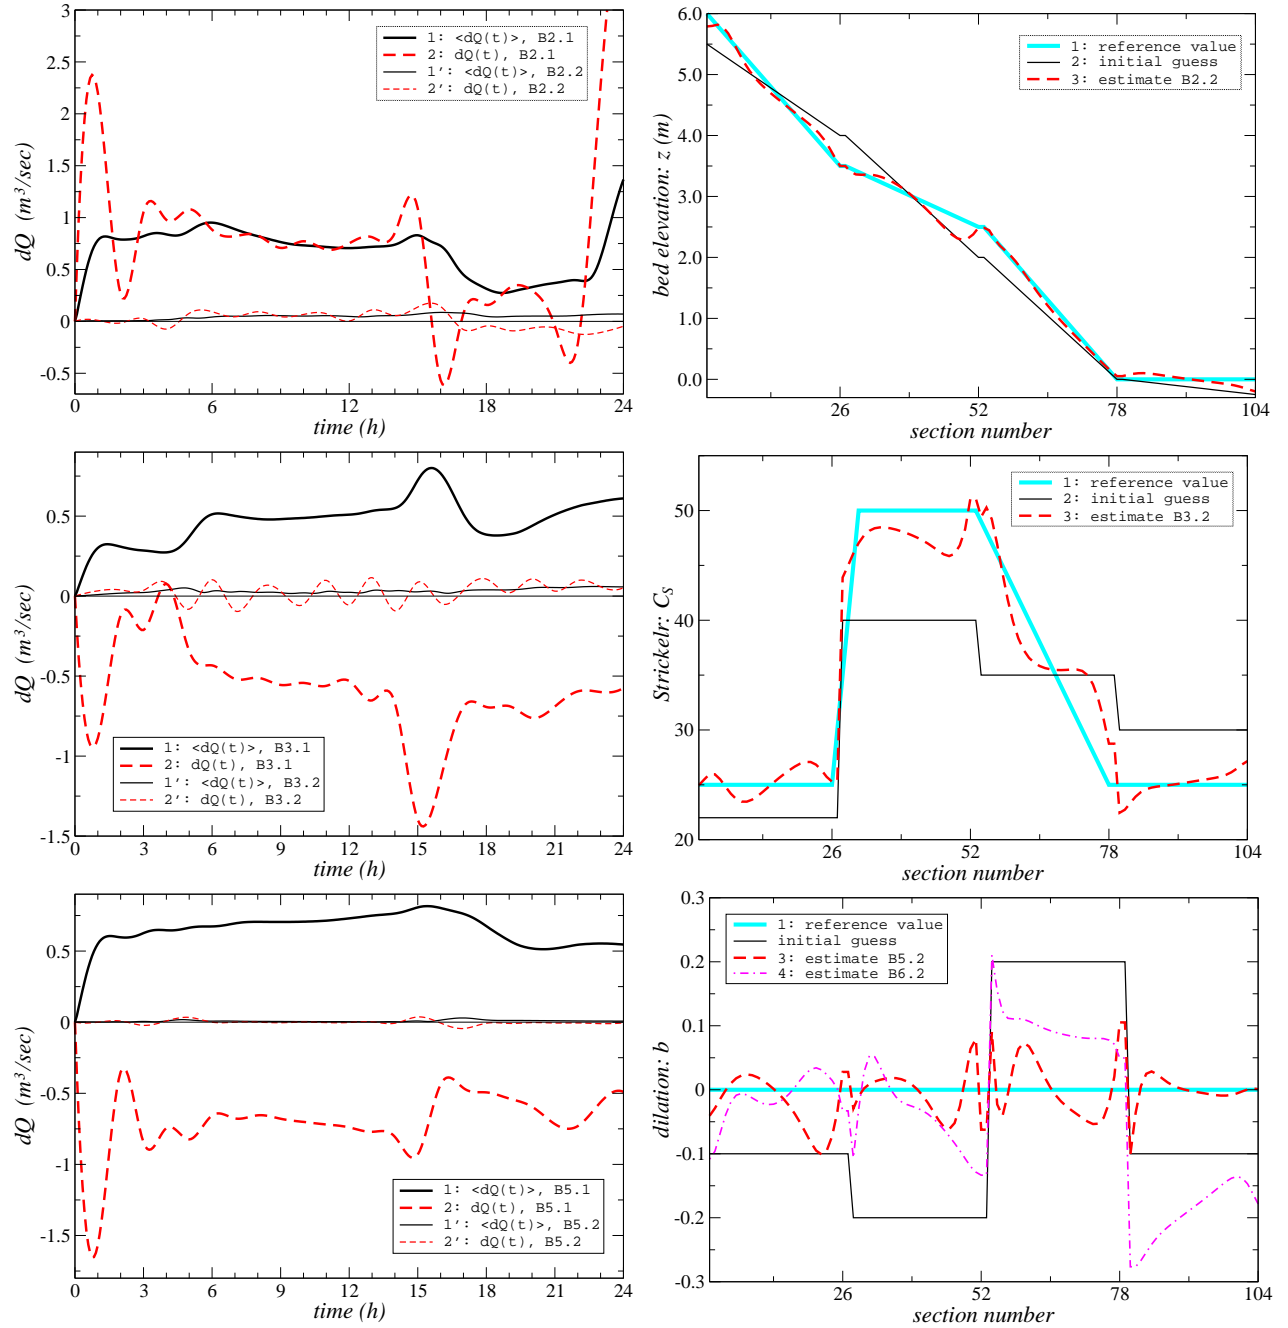 3
2.5
2
1.5
1
0.5
0
-0.5
dQ (m³/sec)
1: <dQ(t)>, B2.1
2: dQ(t), B2.1
1′: <dQ(t)>, B2.2
2′: dQ(t), B2.2
0 6 12 18 24
time (h)
6.0
5.0
4.0
3.0
2.0
1.0
0.0
bed elevation: z (m)
1: reference value
2: initial guess
3: estimate B2.2
26 52 78 104
section number
0.5
0
-0.5
-1
-1.5
dQ (m³/sec)
1: <dQ(t)>, B3.1
2: dQ(t), B3.1
1′: <dQ(t)>, B3.2
2′: dQ(t), B3.2
0 3 6 9 12 15 18 21 24
time (h)
50
40
30
20
Strickelr: C_S
1: reference value
2: initial guess
3: estimate B3.2
26 52 78 104
section number
0.5
0
-0.5
-1
-1.5
dQ (m³/sec)
1: <dQ(t)>, B5.1
2: dQ(t), B5.1
1′: <dQ(t)>, B5.2
2′: dQ(t), B5.2
0 3 6 9 12 15 18 21 24
time (h)
0.3
0.2
0.1
0
-0.1
-0.2
-0.3
dilation: b
1: reference value
initial guess
3: estimate B5.2
4: estimate B6.2
26 52 78 104
section number